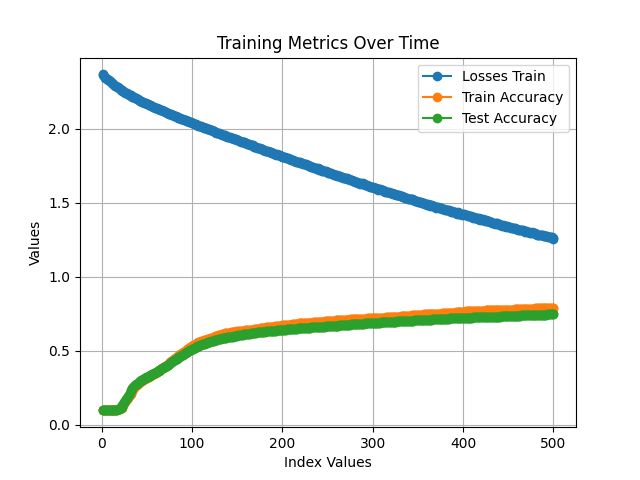 Training Metrics Over Time
Losses Train
Train Accuracy
Test Accuracy
Values
2.0
1.5
1.0
0.5
0.0
0 100 200 300 400 500
Index Values